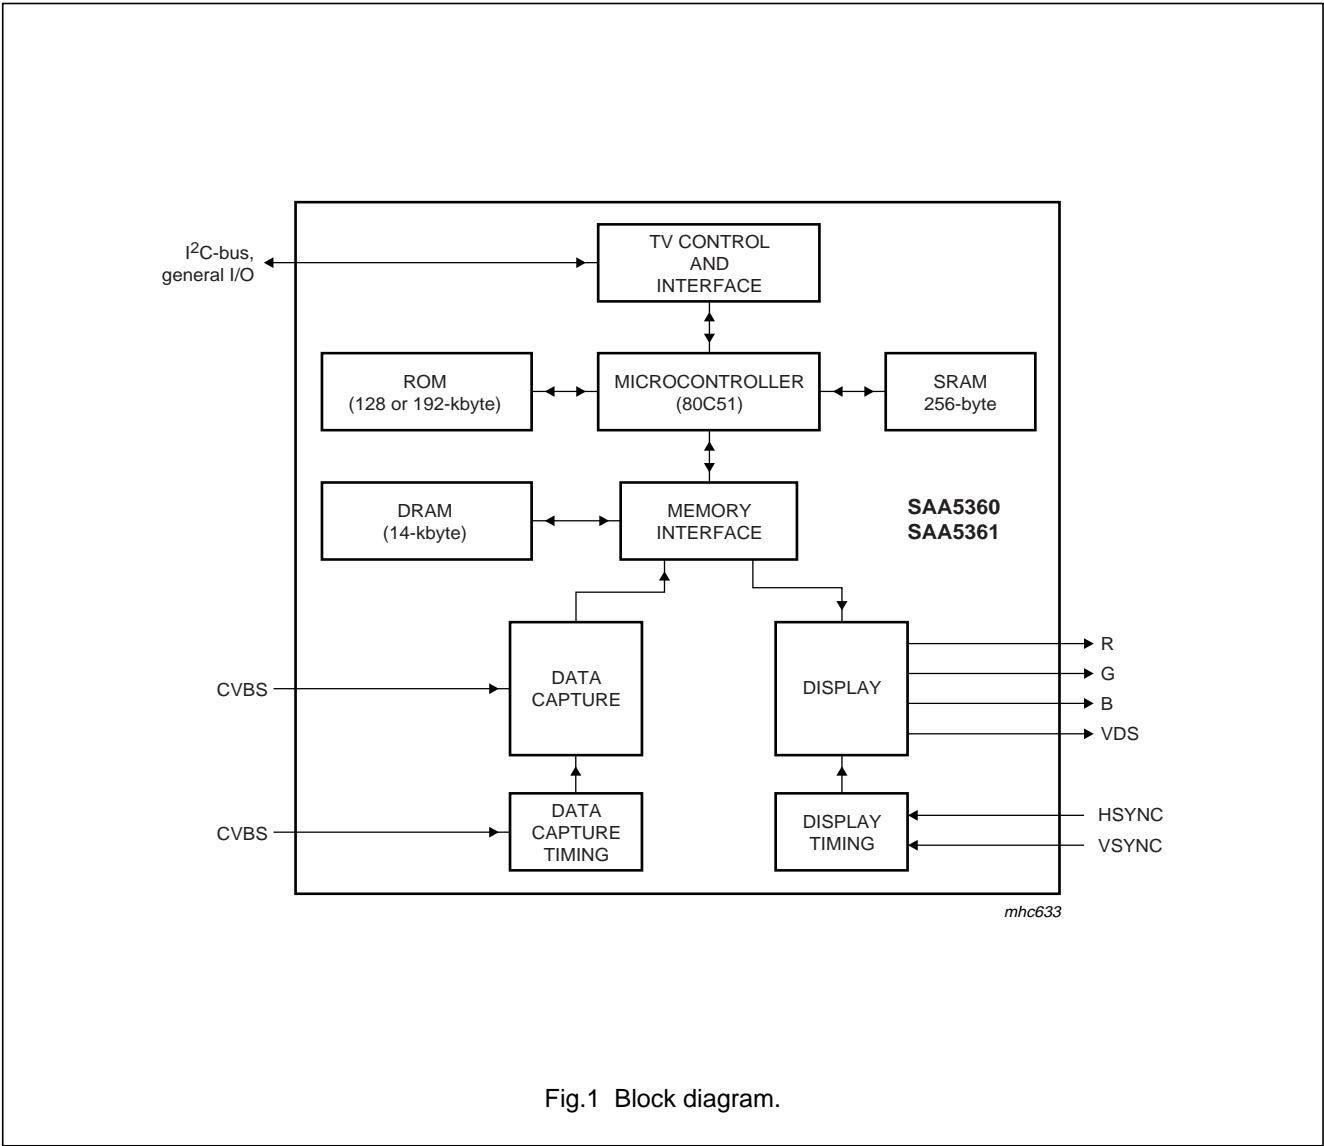 TV CONTROL
AND
INTERFACE
I2C-bus,
general I/O
ROM
(128 or 192-kbyte)
MICROCONTROLLER
(80C51)
SRAM
256-byte
DRAM
(14-kbyte)
MEMORY
INTERFACE
SAA5360
SAA5361
CVBS
DATA
CAPTURE
DISPLAY
R
G
B
VDS
CVBS
DATA
CAPTURE
TIMING
DISPLAY
TIMING
HSYNC
VSYNC
mhc633
Fig.1 Block diagram.